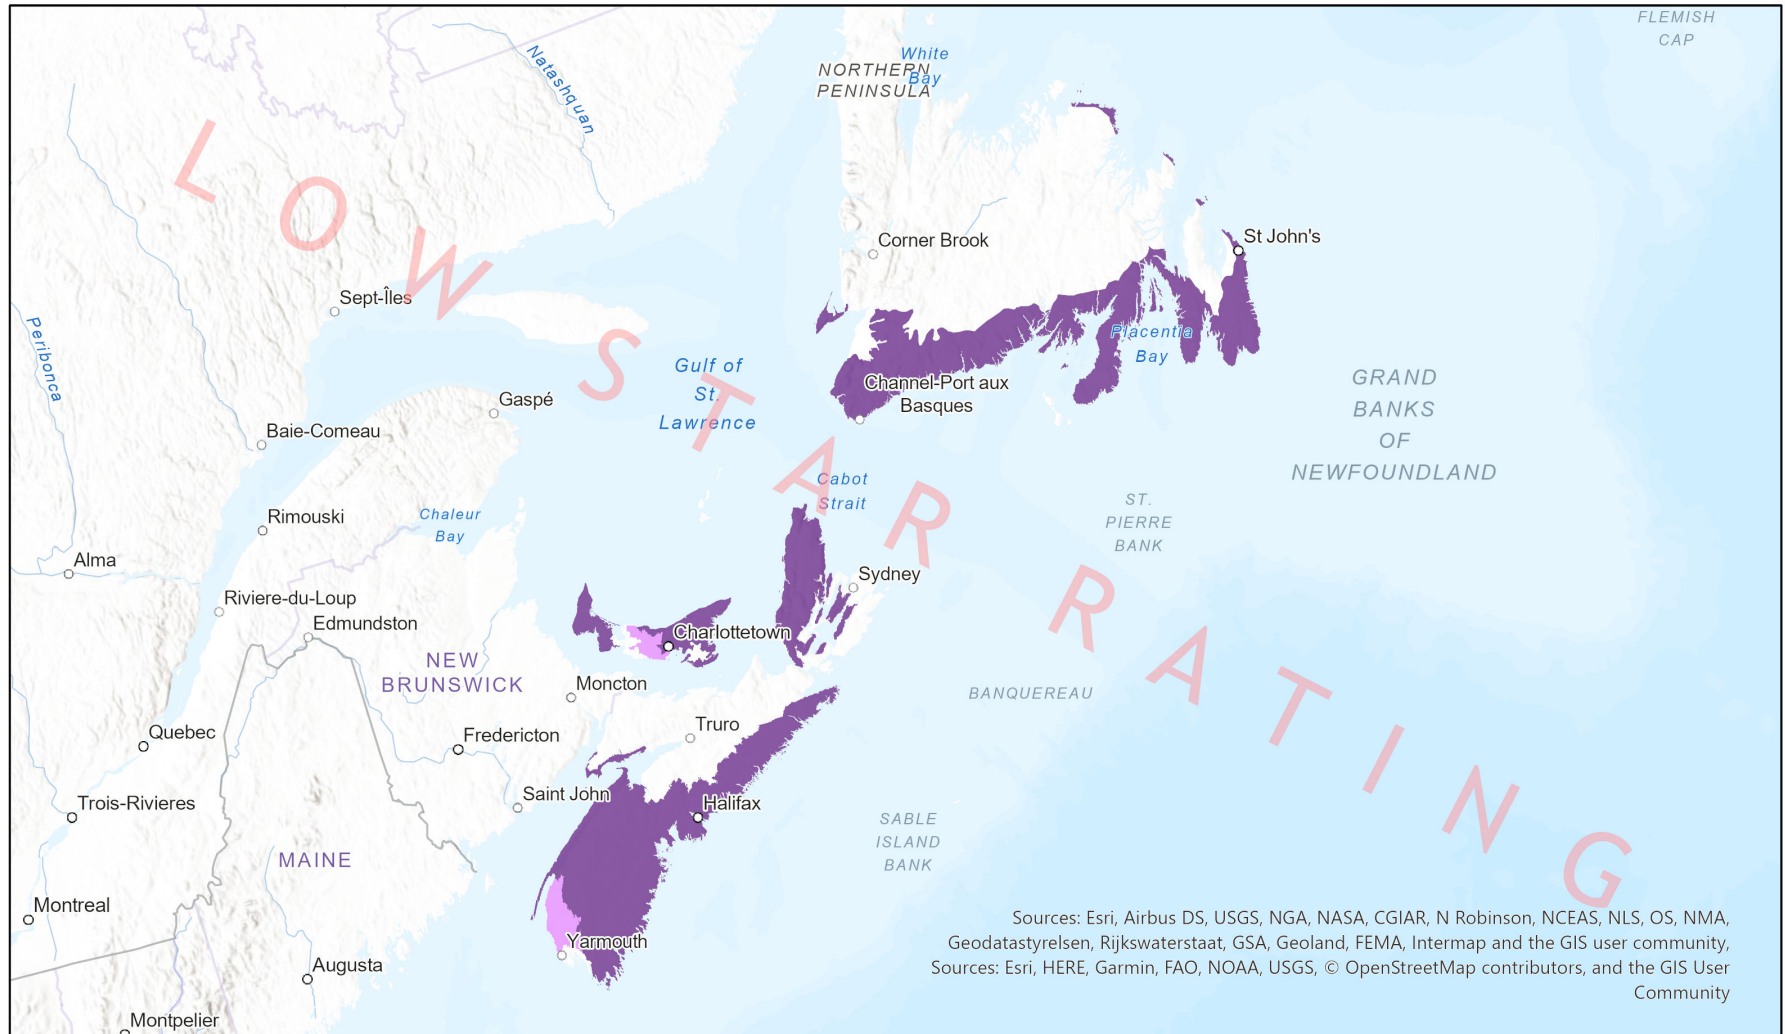 FLEMISH
CAP
White
Bay
NORTHERN
PENINSULA
Natashquan
St John's
Corner Brook
Sept-Îles
Peribonca
Placentia
Bay
Gulf of
St.
Lawrence
Channel-Port aux
Basques
GRAND
BANKS
OF
NEWFOUNDLAND
Gaspé
Baie-Comeau
Cabot
Strait
ST.
PIERRE
BANK
Chaleur
Bay
Rimouski
Alma
Sydney
Riviere-du-Loup
Edmundston
Charlottetown
NEW
BRUNSWICK
Moncton
BANQUEREAU
Quebec
Fredericton
Truro
Trois-Rivieres
Saint John
Halifax
SABLE
ISLAND
BANK
MAINE
Montreal
Yarmouth
Augusta
Montpelier
LOW STAR RATING
Sources: Esri, Airbus DS, USGS, NGA, NASA, CGIAR, N Robinson, NCEAS, NLS, OS, NMA,
Geodatastyrelsen, Rijkswaterstaat, GSA, Geoland, FEMA, Intermap and the GIS user community,
Sources: Esri, HERE, Garmin, FAO, NOAA, USGS, © OpenStreetMap contributors, and the GIS User
Community